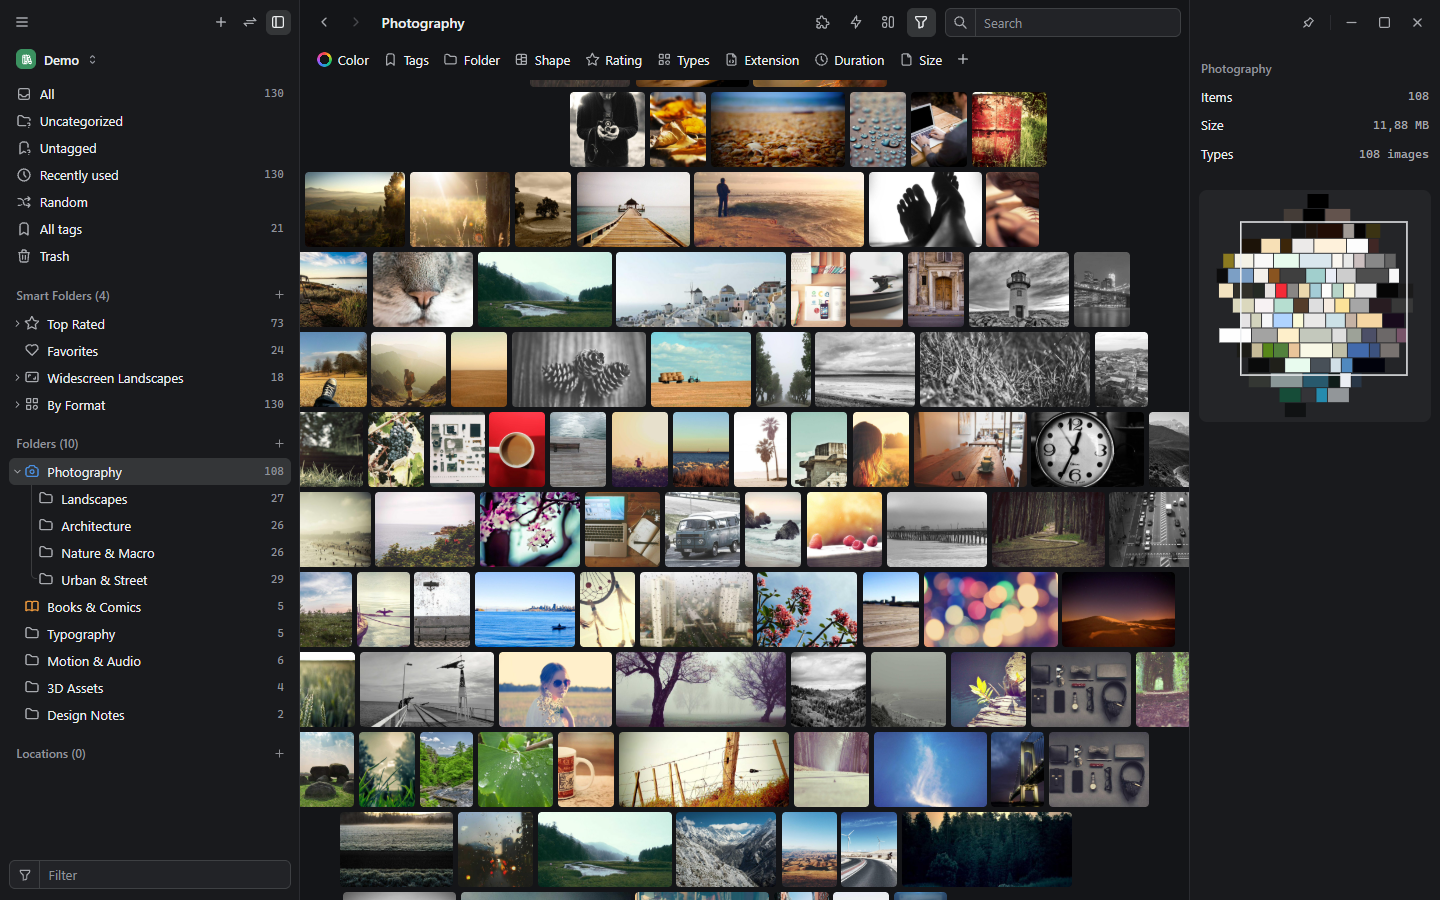 Photography
Search
Demo
Color
Tags
Folder
Shape
Rating
Types
Extension
Duration
Size
All 130
Uncategorized
Untagged
Recently used 130
Random
All tags 21
Trash
Smart Folders (4)
Top Rated 73
Favorites 24
Widescreen Landscapes 18
By Format 130
Folders (10)
Photography 108
Landscapes 27
Architecture 26
Nature & Macro 26
Urban & Street 29
Books & Comics 5
Typography 5
Motion & Audio 6
3D Assets 4
Design Notes 2
Locations (0)
Filter
Photography
Items 108
Size 11,88 MB
Types 108 images